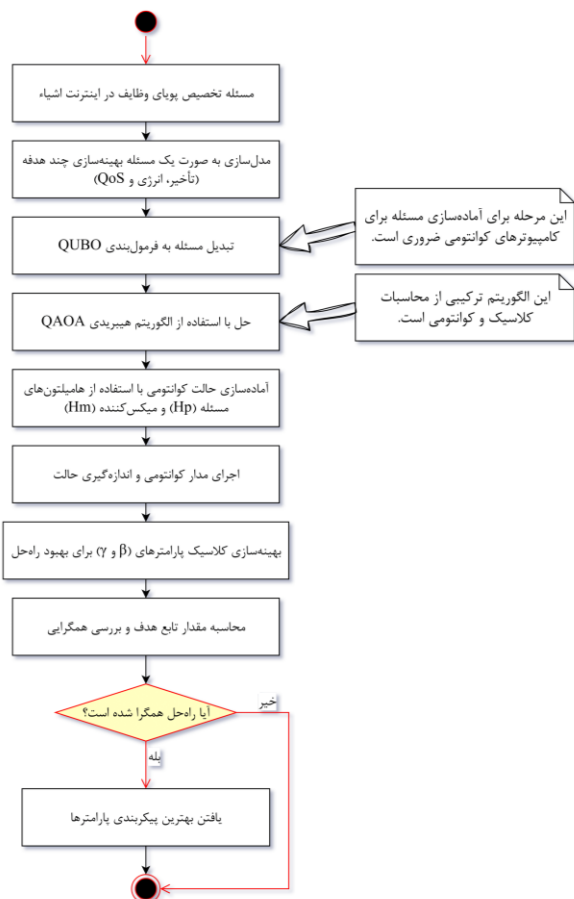 مسئله تخصیص پویای وظایف در اینترنت اشیاء
مدل‌سازی به صورت یک مسئله بهینه‌سازی چند هدفه
(تأخیر، انرژی و QoS)
این مرحله برای آماده‌سازی مسئله برای
کامپیوترهای کوانتومی ضروری است.
تبدیل مسئله به فرمول‌بندی QUBO
این الگوریتم ترکیبی از محاسبات
کلاسیک و کوانتومی است.
حل با استفاده از الگوریتم هیبریدی QAOA
آماده‌سازی حالت کوانتومی با استفاده از هامیلتون‌های
مسئله (Hp) و میکس‌کننده (Hm)
اجرای مدار کوانتومی و اندازه‌گیری حالت
بهینه‌سازی کلاسیک پارامترهای (β و γ) برای بهبود راه‌حل
محاسبه مقدار تابع هدف و بررسی همگرایی
آیا راه‌حل همگرا شده است؟
خیر
بله
یافتن بهترین پیکربندی پارامترها